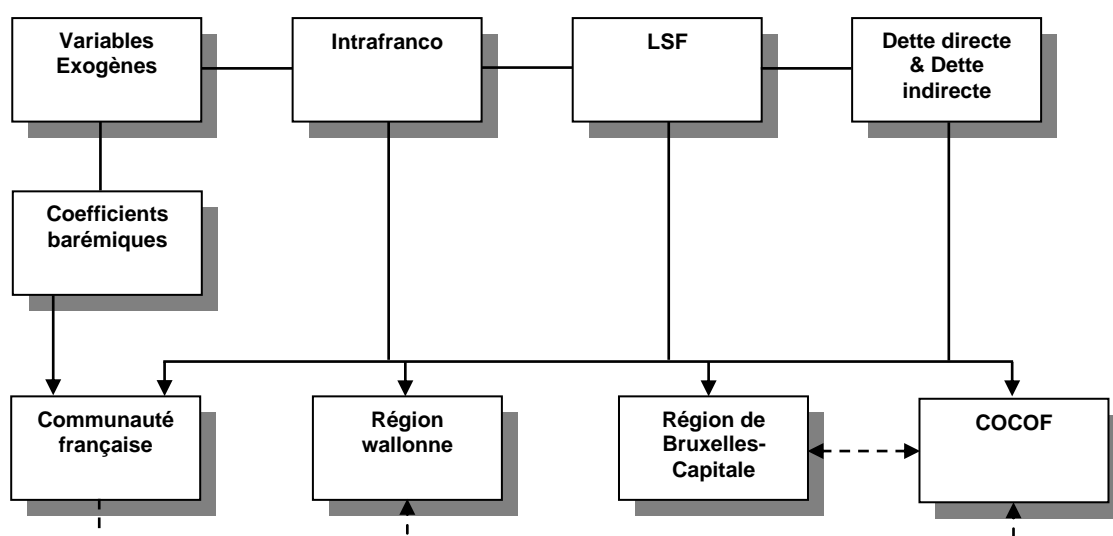 Variables
Exogènes
Intrafranco
LSF
Dette directe
& Dette
indirecte
Coefficients
barémiques
Communauté
française
Région
wallonne
Région de
Bruxelles-
Capitale
COCOF